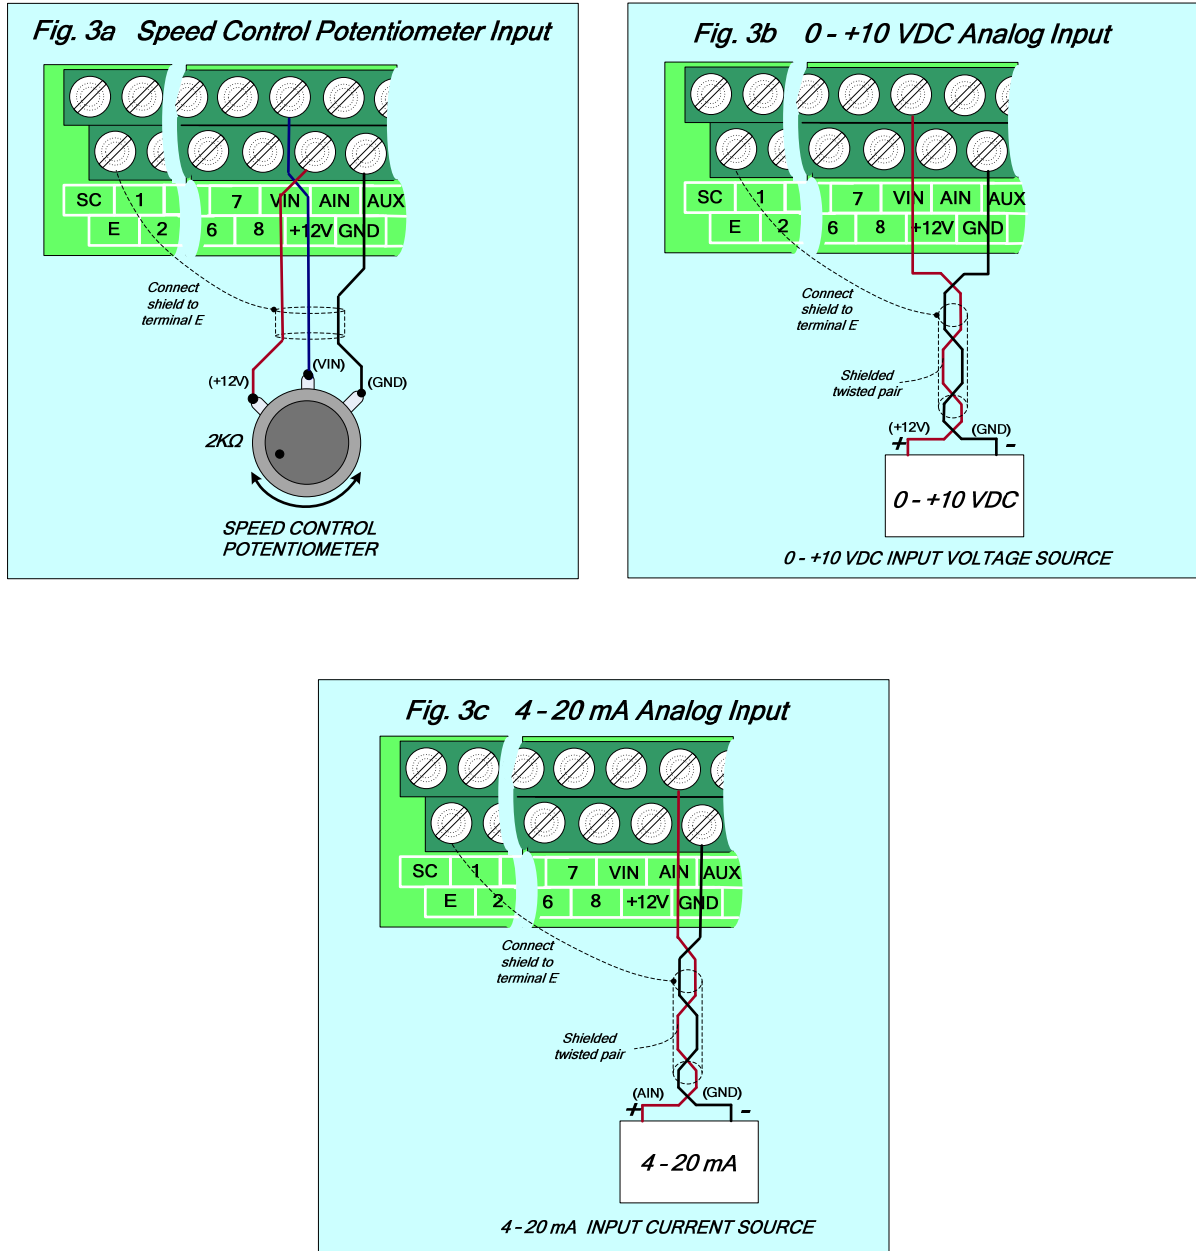 Fig. 3a Speed Control Potentiometer Input
SC 1 7 VIN AIN AUX
E 2 6 8 +12V GND
Connect
shield to
terminal E
(+12V)
(VIN)
(GND)
2KΩ
SPEED CONTROL
POTENTIOMETER
Fig. 3b 0 - +10 VDC Analog Input
SC 1 7 VIN AIN AUX
E 2 6 8 +12V GND
Connect
shield to
terminal E
Shielded
twisted pair
(+12V) (GND)
+ -
0 - +10 VDC
0 - +10 VDC INPUT VOLTAGE SOURCE
Fig. 3c 4 - 20 mA Analog Input
SC 1 7 VIN AIN AUX
E 2 6 8 +12V GND
Connect
shield to
terminal E
Shielded
twisted pair
(AIN) (GND)
+ -
4 - 20 mA
4 - 20 mA INPUT CURRENT SOURCE